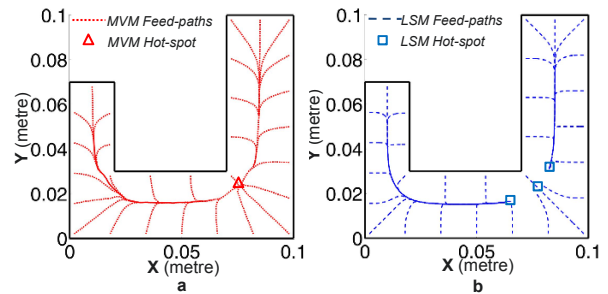 0.1
MVM Feed-paths
MVM Hot-spot
0.08
0.06
0.04
0.02
0
Y (metre)
0
0.05
0.1
X (metre)
a
0.1
LSM Feed-paths
LSM Hot-spot
0.08
0.06
0.04
0.02
0
Y (metre)
0
0.05
0.1
X (metre)
b